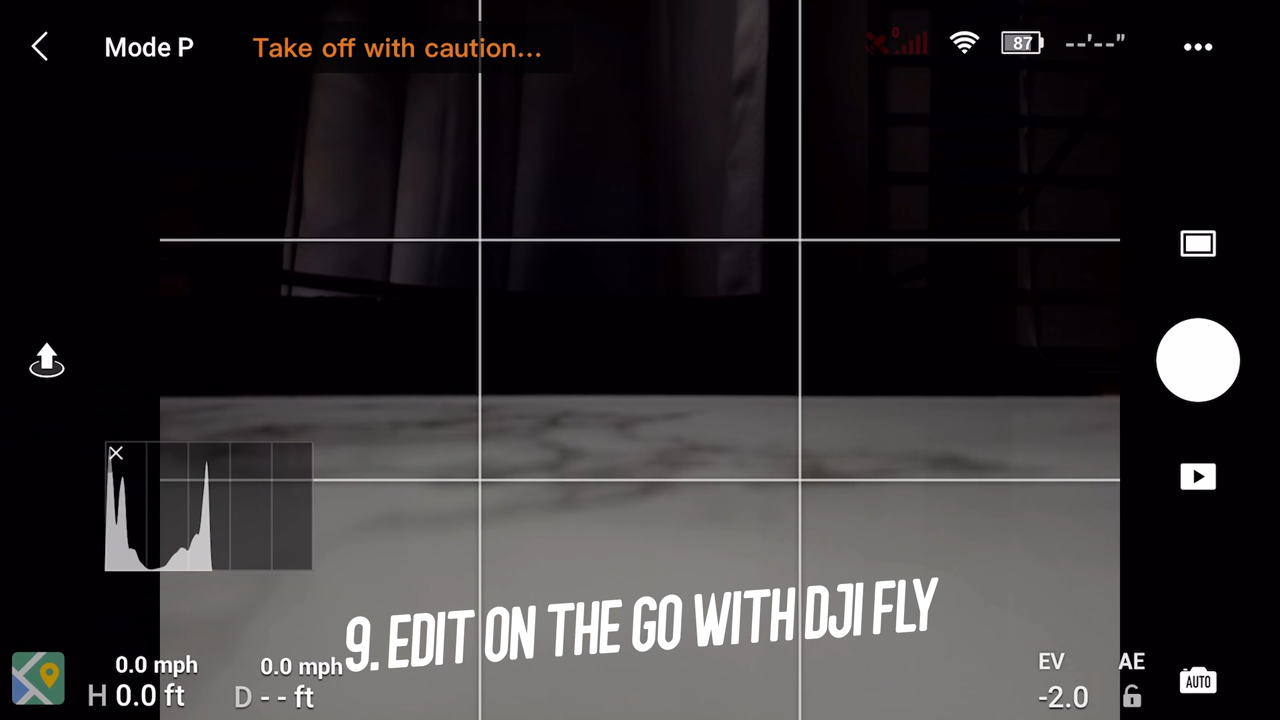 Mode P
Take off with caution...
0
87
--'--"
9. EDIT ON THE GO WITH DJI FLY
0.0 mph
0.0 mph
H 0.0 ft
D -- ft
EV
AE
-2.0
AUTO